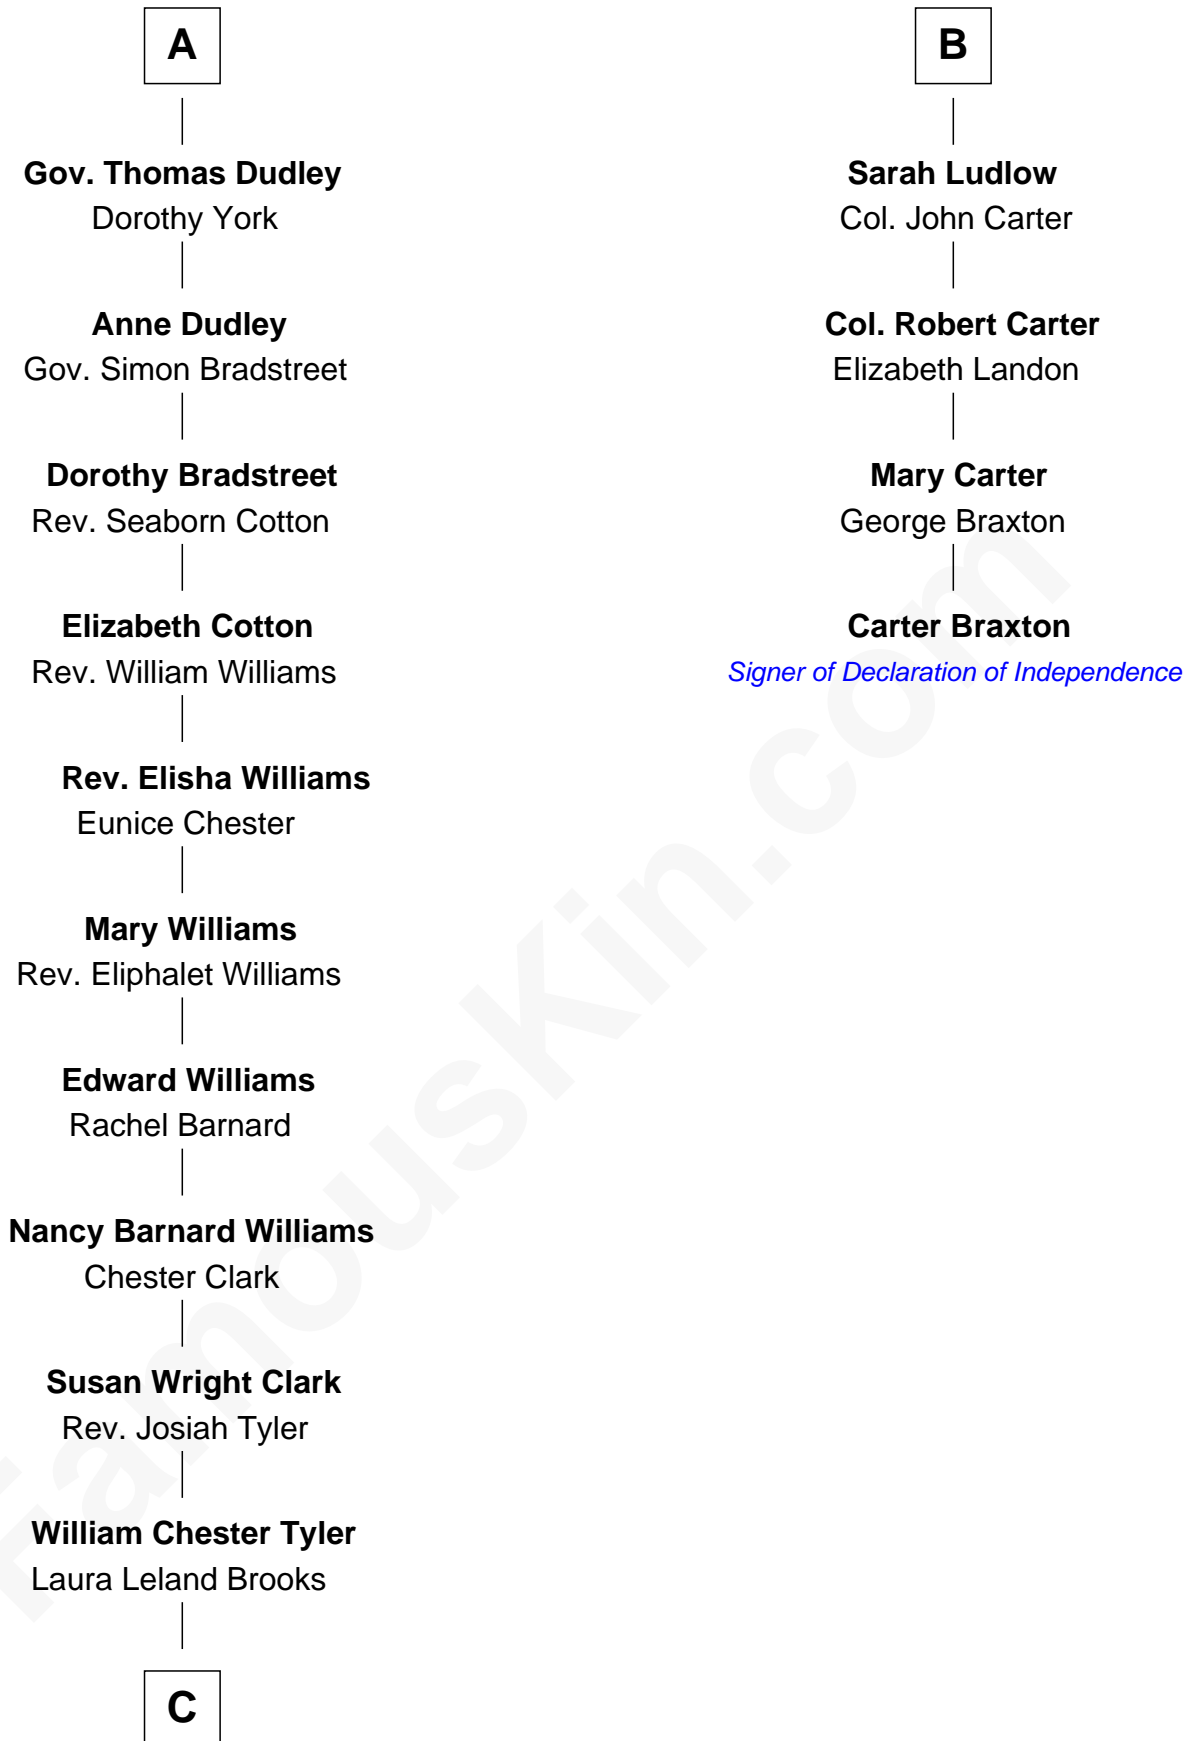 A
Gov. Thomas Dudley
Dorothy York
Anne Dudley
Gov. Simon Bradstreet
Dorothy Bradstreet
Rev. Seaborn Cotton
Elizabeth Cotton
Rev. William Williams
Rev. Elisha Williams
Eunice Chester
Mary Williams
Rev. Eliphalet Williams
Edward Williams
Rachel Barnard
Nancy Barnard Williams
Chester Clark
Susan Wright Clark
Rev. Josiah Tyler
William Chester Tyler
Laura Leland Brooks
C
B
Sarah Ludlow
Col. John Carter
Col. Robert Carter
Elizabeth Landon
Mary Carter
George Braxton
Carter Braxton
Signer of Declaration of Independence
FamousKin.com